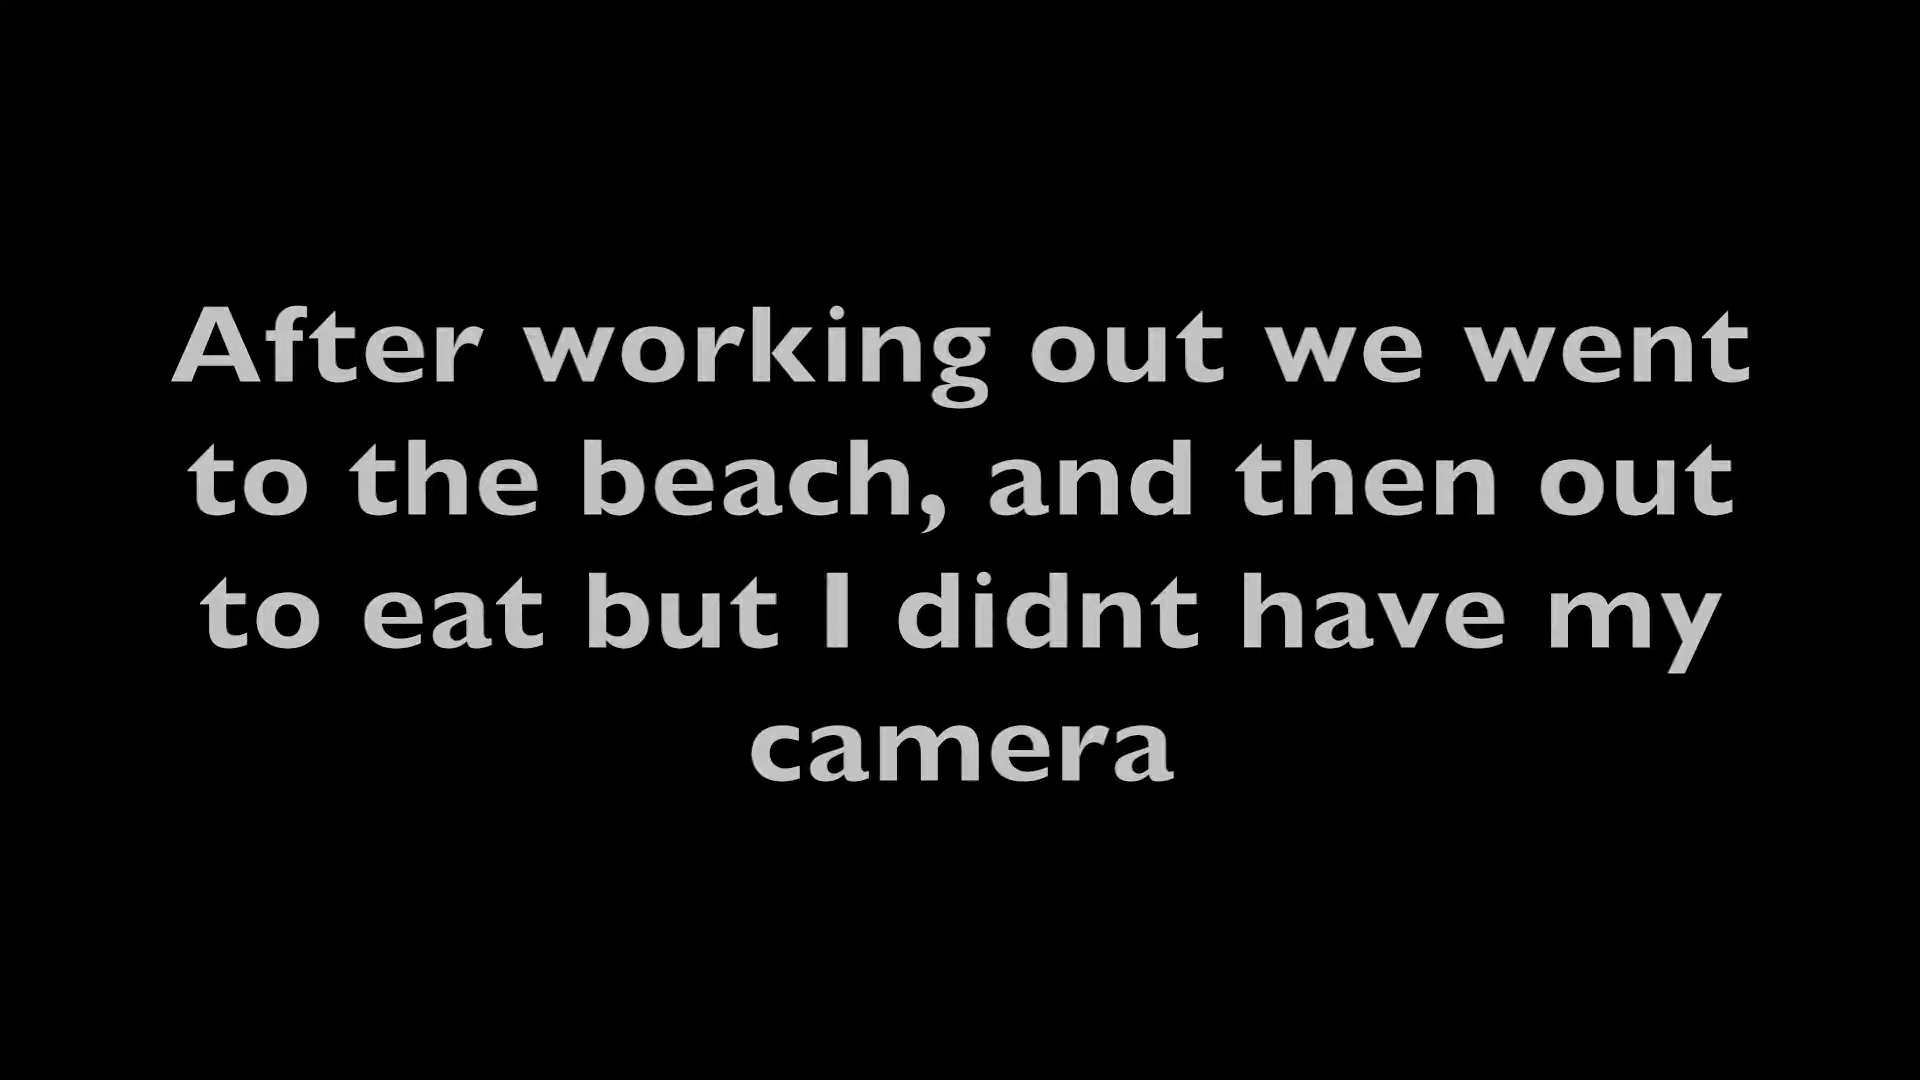 After working out we went
to the beach, and then out
to eat but I didnt have my
camera